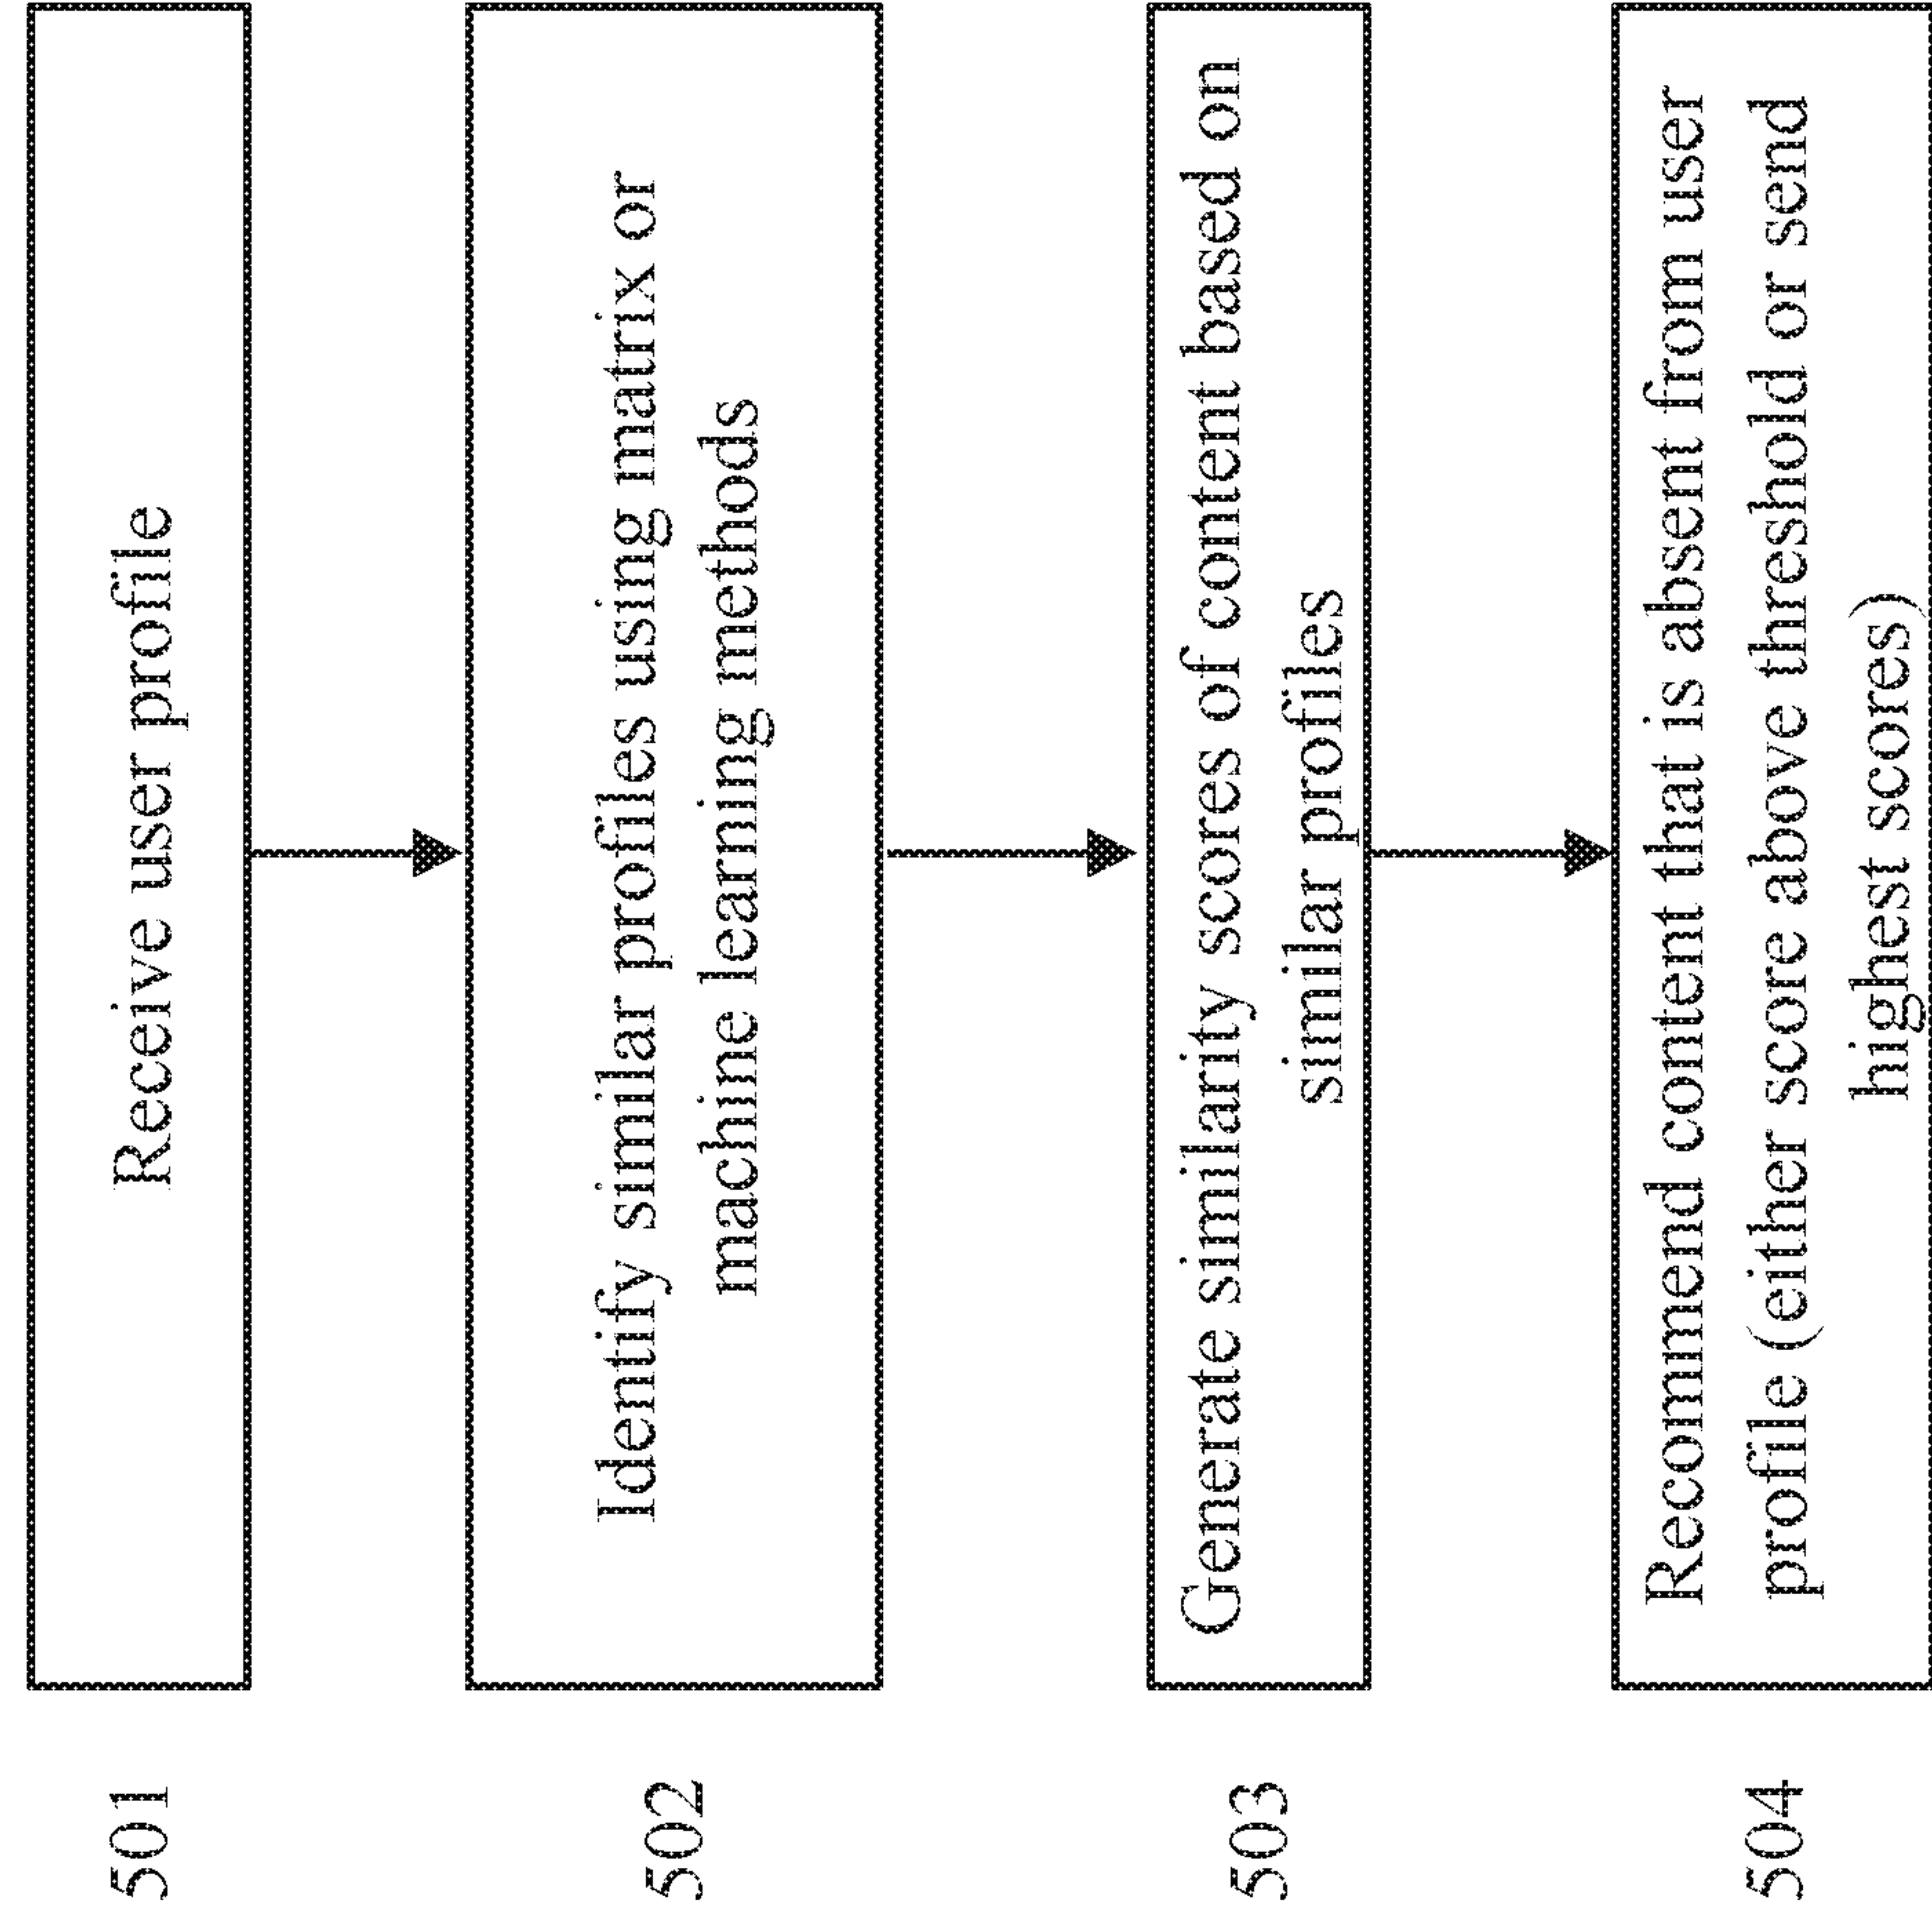 501
Receive user profile
502
Identify similar profiles using matrix or
machine learning methods
503
Generate similarity scores of content based on
similar profiles
504
Recommend content that is absent from user
profile (either score above threshold or send
highest scores)